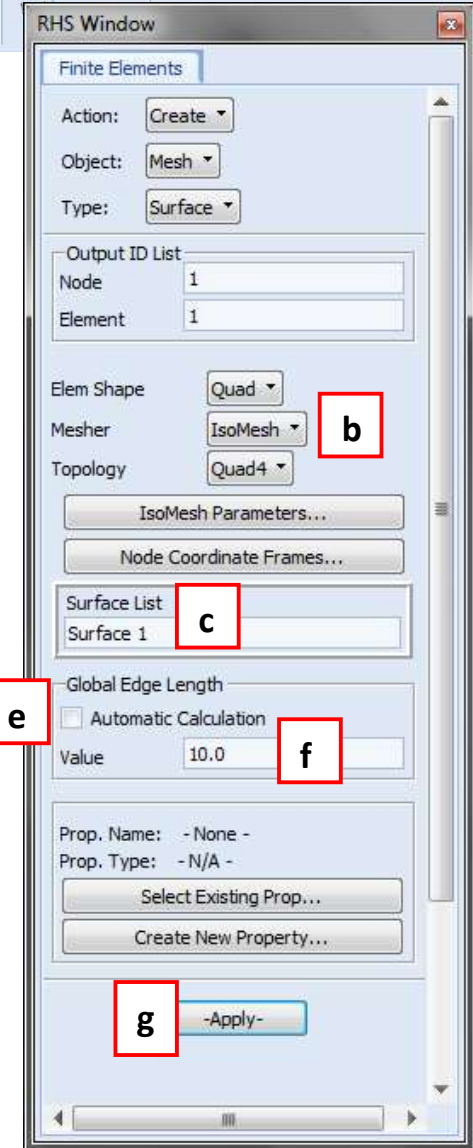 RHS Window
Finite Elements
Action: Create
Object: Mesh
Type: Surface
Output ID List
Node 1
Element 1
Elem Shape Quad
Mesher IsoMesh b
Topology Quad4
IsoMesh Parameters...
Node Coordinate Frames...
Surface List c
Surface 1
Global Edge Length
e Automatic Calculation
Value 10.0 f
Prop. Name: - None -
Prop. Type: - N/A -
Select Existing Prop...
Create New Property...
g -Apply-